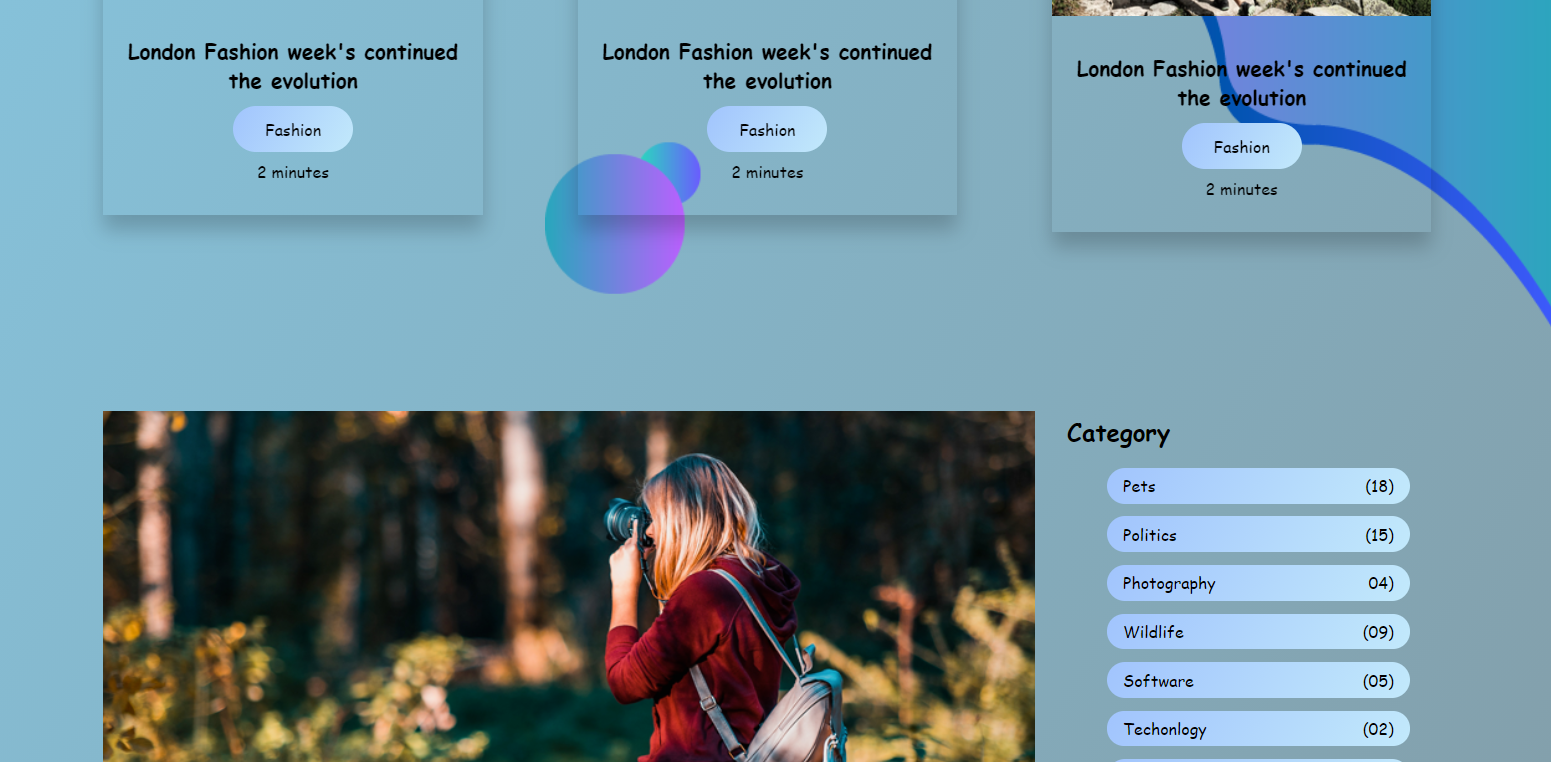 London Fashion week's continued
the evolution
Fashion
2 minutes
London Fashion week's continued
the evolution
Fashion
2 minutes
London Fashion week's continued
the evolution
Fashion
2 minutes
Category
Pets (18)
Politics (15)
Photography 04)
Wildlife (09)
Software (05)
Techonlogy (02)